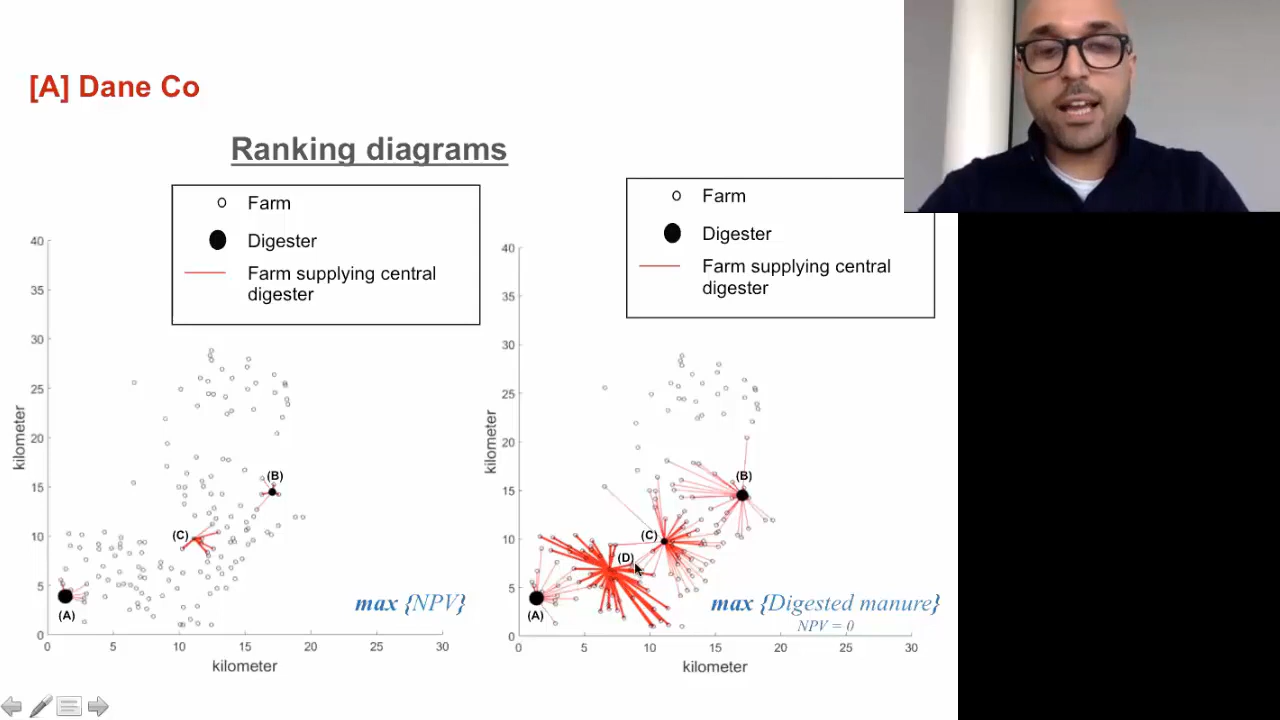 [A] Dane Co
Ranking diagrams
Farm
Digester
Farm supplying central
digester
40
35
30
25
20
15
10
5
0
0
5
10
15
20
25
30
kilometer
kilometer
(B)
(C)
(A)
max {NPV}
Farm
Digester
Farm supplying central
digester
40
35
30
25
20
15
10
5
0
0
5
10
15
20
25
30
kilometer
kilometer
(B)
(C)
(D)
(A)
max {Digested manure}
NPV = 0